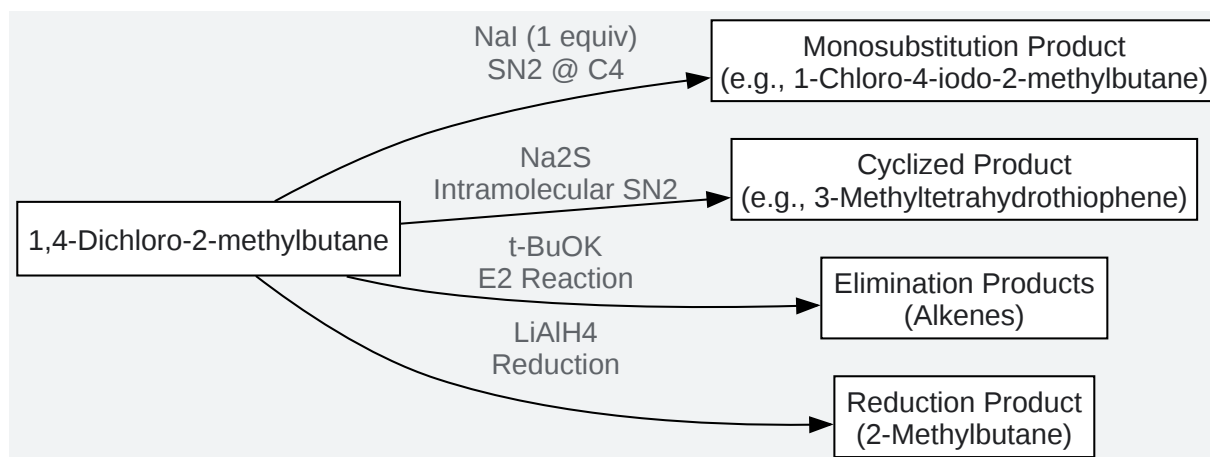 NaI (1 equiv)
SN2 @ C4
Monosubstitution Product
(e.g., 1-Chloro-4-iodo-2-methylbutane)
Na2S
Intramolecular SN2
Cyclized Product
(e.g., 3-Methyltetrahydrothiophene)
1,4-Dichloro-2-methylbutane
t-BuOK
E2 Reaction
Elimination Products
(Alkenes)
LiAlH4
Reduction
Reduction Product
(2-Methylbutane)